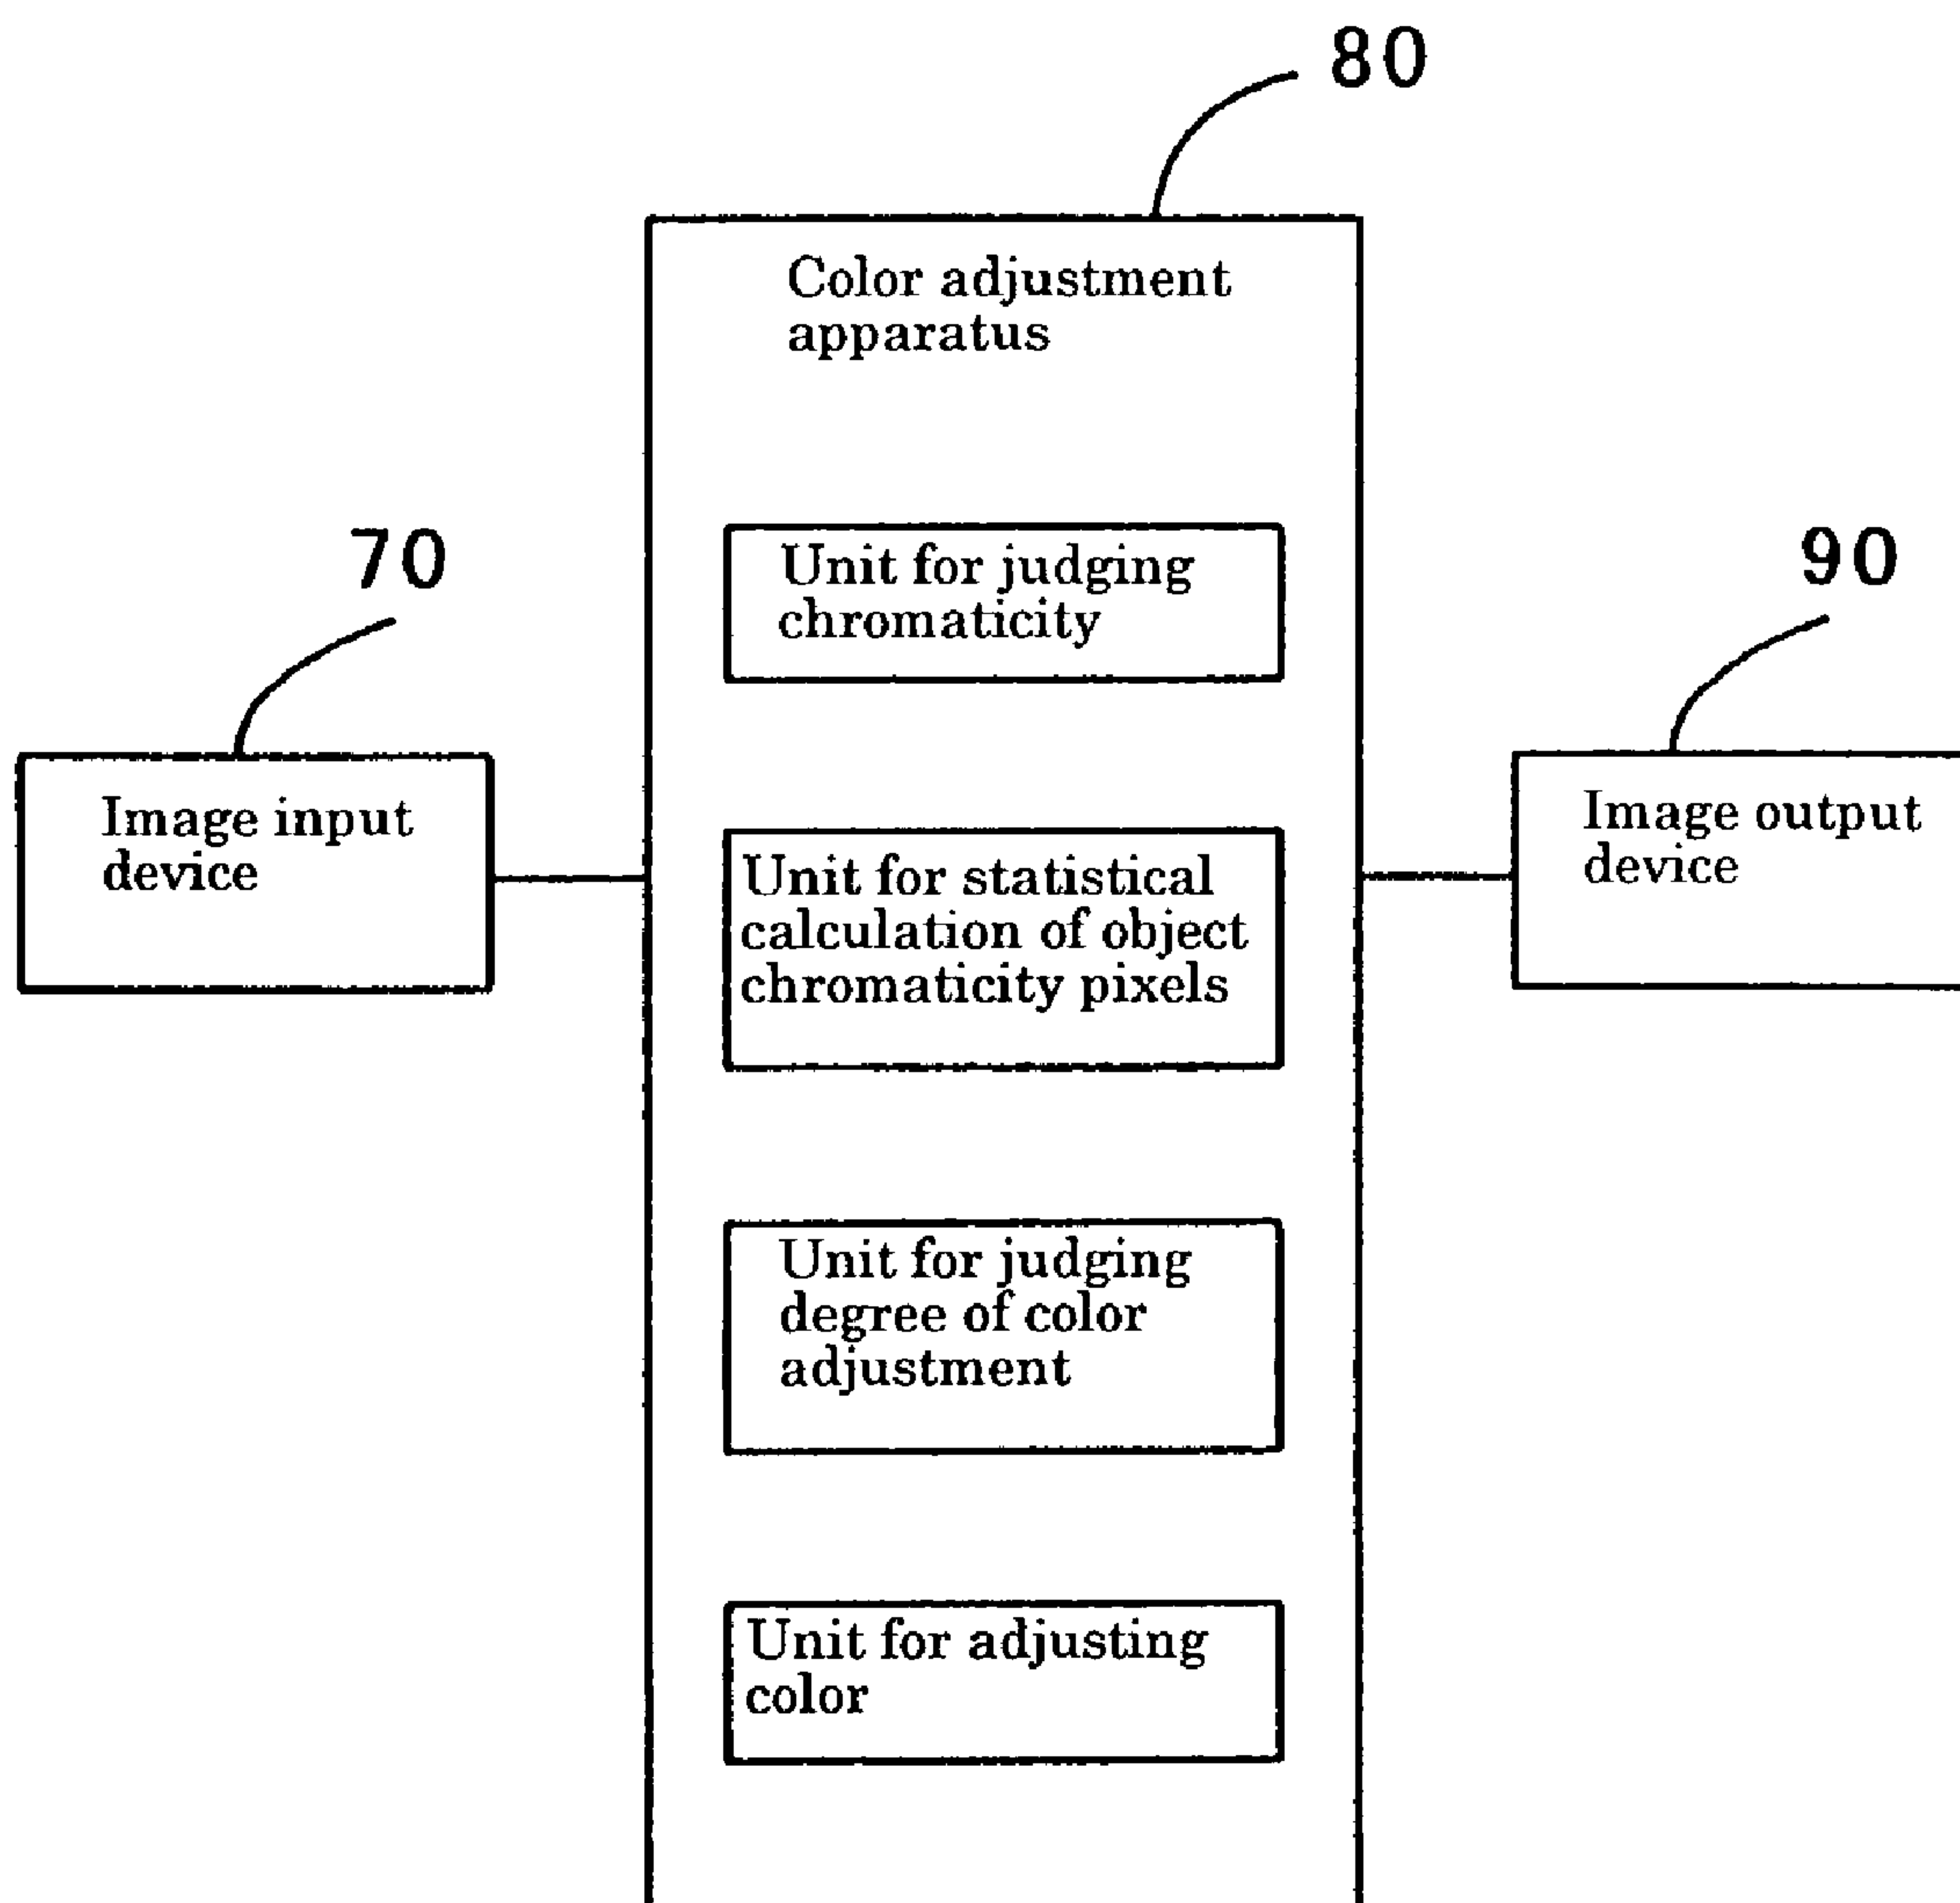 80
Color adjustment
apparatus
70
Unit for judging
chromaticity
90
Image input
device
Unit for statistical
calculation of object
chromaticity pixels
Image output
device
Unit for judging
degree of color
adjustment
Unit for adjusting
color